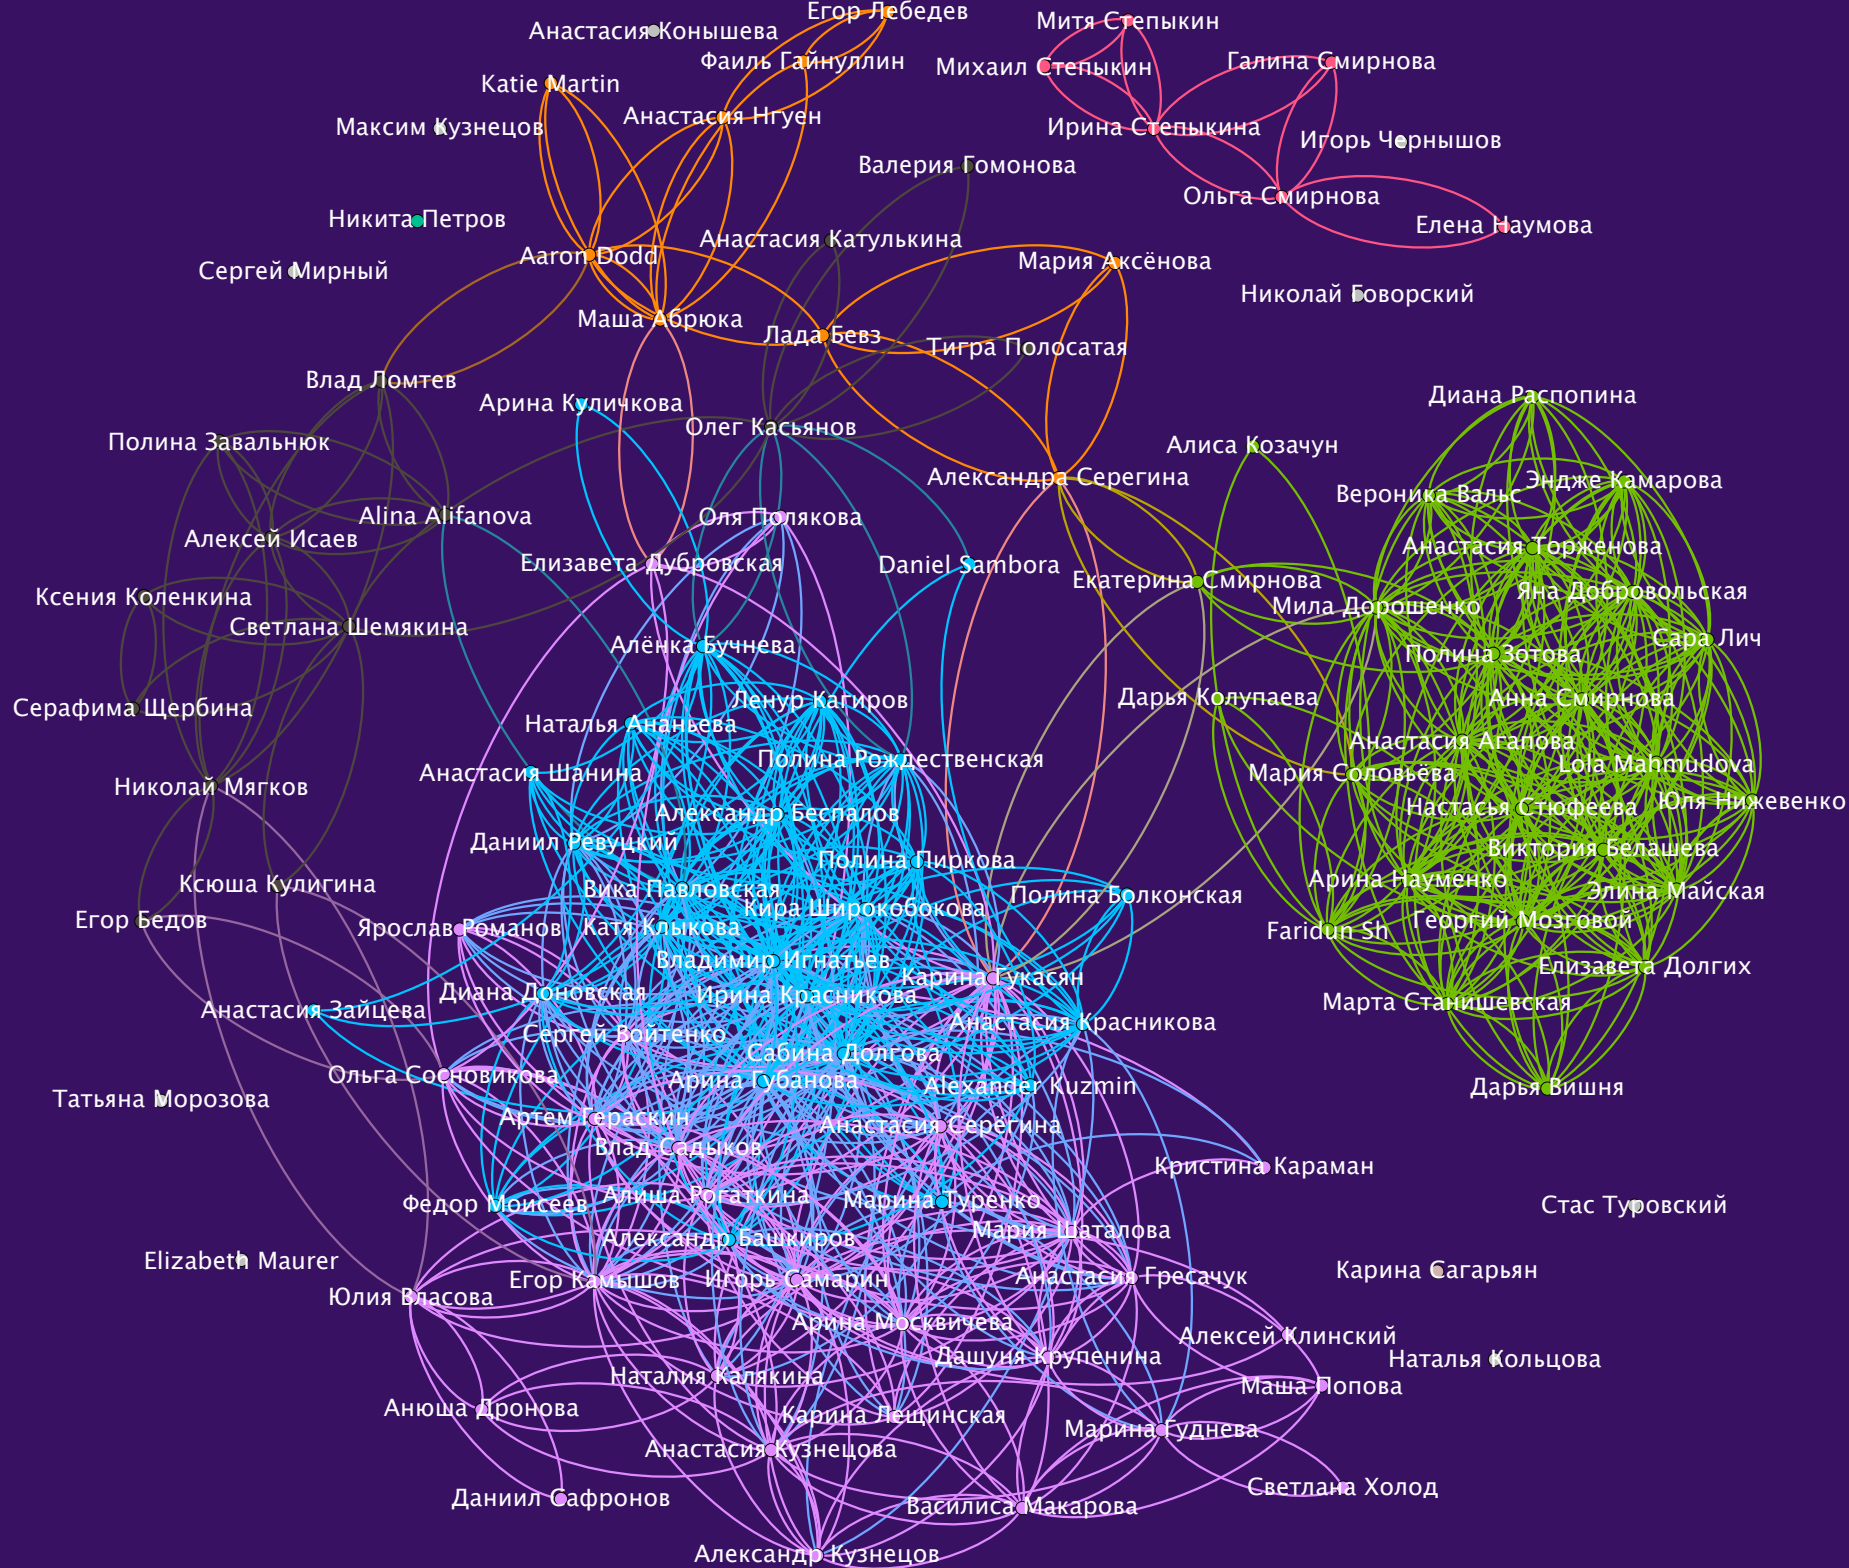 Егор Лебедев
Митя Степыкин
Анастасия Конышева
Фаиль Гайнуллин
Михаил Степыкин
Галина Смирнова
Katie Martin
Анастасия Нгуен
Максим Кузнецов
Ирина Степыкина
Игорь Чернышов
Валерия Гомонова
Ольга Смирнова
Никита Петров
Елена Наумова
Анастасия Катулькина
Aaron Dodd
Мария Аксёнова
Сергей Мирный
Николай Говорский
Маша Абрюка
Лада Бевз
Тигра Полосатая
Влад Ломтев
Диана Распопина
Арина Куличкова
Олег Касьянов
Полина Завальнюк
Алиса Козачун
Александра Серегина
Эндже Камарова
Вероника Вальс
Alina Alifanova
Оля Полякова
Алексей Исаев
Анастасия Торженова
Елизавета Дубровская
Daniel Sambora
Екатерина Смирнова
Яна Добровольская
Ксения Коленкина
Мила Дорошенко
Светлана Шемякина
Сара Лич
Алёнка Бучнева
Полина Зотова
Дарья Колупаева
Анна Смирнова
Ленур Кагиров
Серафима Щербина
Наталья Ананьева
Анастасия Агапова
Полина Рождественская
Lola Mahmudova
Анастасия Шанина
Мария Соловьёва
Николай Мягков
Юля Нижевенко
Настасья Стюфеева
Александр Беспалов
Даниил Ревуцкий
Виктория Белашева
Полина Пиркова
Арина Науменко
Ксюша Кулигина
Вика Павловская
Элина Майская
Полина Болконская
Кира Широкобокова
Егор Бедов
Георгий Мозговой
Ярослав Романов
Катя Клыкова
Faridun Sh
Владимир Игнатьев
Елизавета Долгих
Карина Гукасян
Диана Доновская
Ирина Красникова
Марта Станишевская
Анастасия Зайцева
Анастасия Красникова
Сергей Войтенко
Сабина Долгова
Ольга Сосновикова
Арина Губанова
Alexander Kuzmin
Дарья Вишня
Татьяна Морозова
Артем Гераскин
Анастасия Серёгина
Влад Садыков
Кристина Караман
Алиша Рогаткина
Марина Туренко
Федор Моисеев
Стас Туровский
Мария Шаталова
Александр Башкиров
Elizabeth Maurer
Карина Сагарьян
Анастасия Гресачук
Егор Камышов
Игорь Самарин
Юлия Власова
Арина Москвичева
Алексей Клинский
Дашуня Крупенина
Наталья Кольцова
Наталия Калякина
Маша Попова
Анюша Дронова
Карина Лещинская
Марина Гуднева
Анастасия Кузнецова
Светлана Холод
Даниил Сафронов
Василиса Макарова
Александр Кузнецов